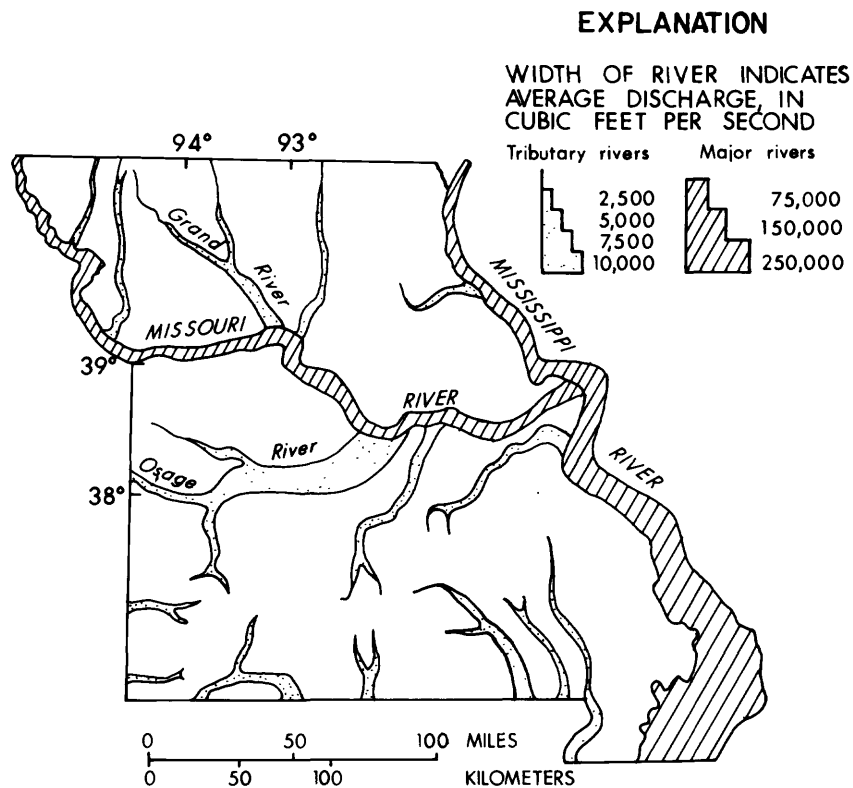 EXPLANATION
WIDTH OF RIVER INDICATES
AVERAGE DISCHARGE, IN
CUBIC FEET PER SECOND
Tributary rivers
2,500
5,000
7,500
10,000
Major rivers
75,000
150,000
250,000
94°
93°
Grand
River
MISSOURI
MISSISSIPPI
39°
RIVER
River
Osage
RIVER
38°
0 50 100 MILES
0 50 100 KILOMETERS